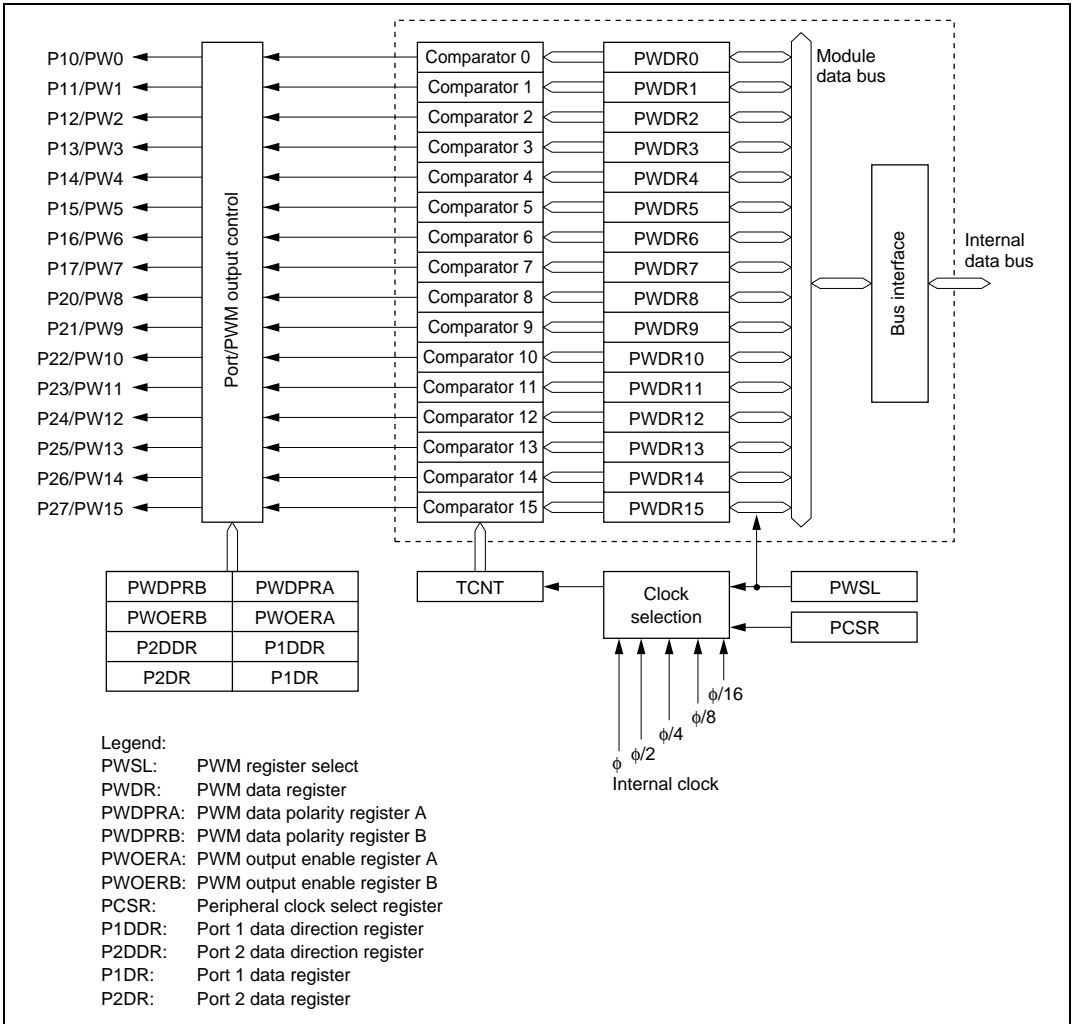 P10/PW0 Comparator 0 PWDR0 Module
data bus
P11/PW1 Comparator 1 PWDR1
P12/PW2 Comparator 2 PWDR2
P13/PW3 Comparator 3 PWDR3
P14/PW4 Comparator 4 PWDR4
P15/PW5 Comparator 5 PWDR5
P16/PW6 Comparator 6 PWDR6
P17/PW7 Comparator 7 PWDR7
P20/PW8 Comparator 8 PWDR8
P21/PW9 Comparator 9 PWDR9
P22/PW10 Comparator 10 PWDR10
P23/PW11 Comparator 11 PWDR11
P24/PW12 Comparator 12 PWDR12
P25/PW13 Comparator 13 PWDR13
P26/PW14 Comparator 14 PWDR14
P27/PW15 Comparator 15 PWDR15
Port/PWM output control
Bus interface
Internal
data bus
PWDPRB PWDPRA
PWOERB PWOERA
P2DDR P1DDR
P2DR P1DR
TCNT
Clock
selection
PWSL
PCSR
ϕ ϕ/2 ϕ/4 ϕ/8 ϕ/16
Internal clock
Legend:
PWSL: PWM register select
PWDR: PWM data register
PWDPRA: PWM data polarity register A
PWDPRB: PWM data polarity register B
PWOERA: PWM output enable register A
PWOERB: PWM output enable register B
PCSR: Peripheral clock select register
P1DDR: Port 1 data direction register
P2DDR: Port 2 data direction register
P1DR: Port 1 data register
P2DR: Port 2 data register